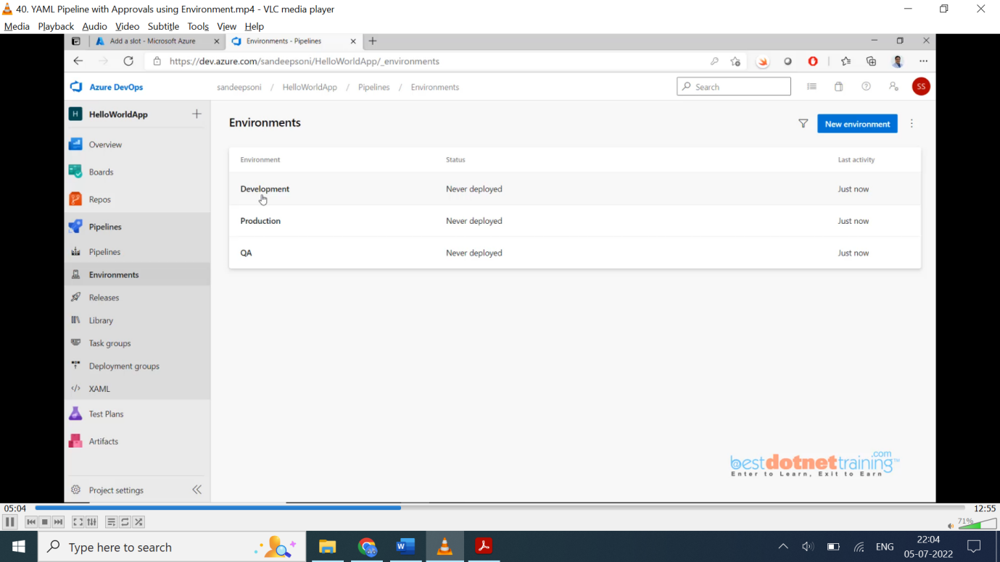 40. YAML Pipeline with Approvals using Environment.mp4 - VLC media player
Media Playback Audio Video Subtitle Tools View Help
Add a slot - Microsoft Azure
Environments - Pipelines
https://dev.azure.com/sandeepsoni/HelloWorldApp/_environments
Azure DevOps
sandeepsoni / HelloWorldApp / Pipelines / Environments
Search
SS
H HelloWorldApp
Overview
Boards
Repos
Pipelines
Pipelines
Environments
Releases
Library
Task groups
Deployment groups
XAML
Test Plans
Artifacts
Project settings
Environments
New environment
Environment Status Last activity
Development Never deployed Just now
Production Never deployed Just now
QA Never deployed Just now
@bestdotnettraining.com™
Enter to Learn, Exit to Earn
05:04 12:55
71%
Type here to search
W
ENG
22:04
05-07-2022